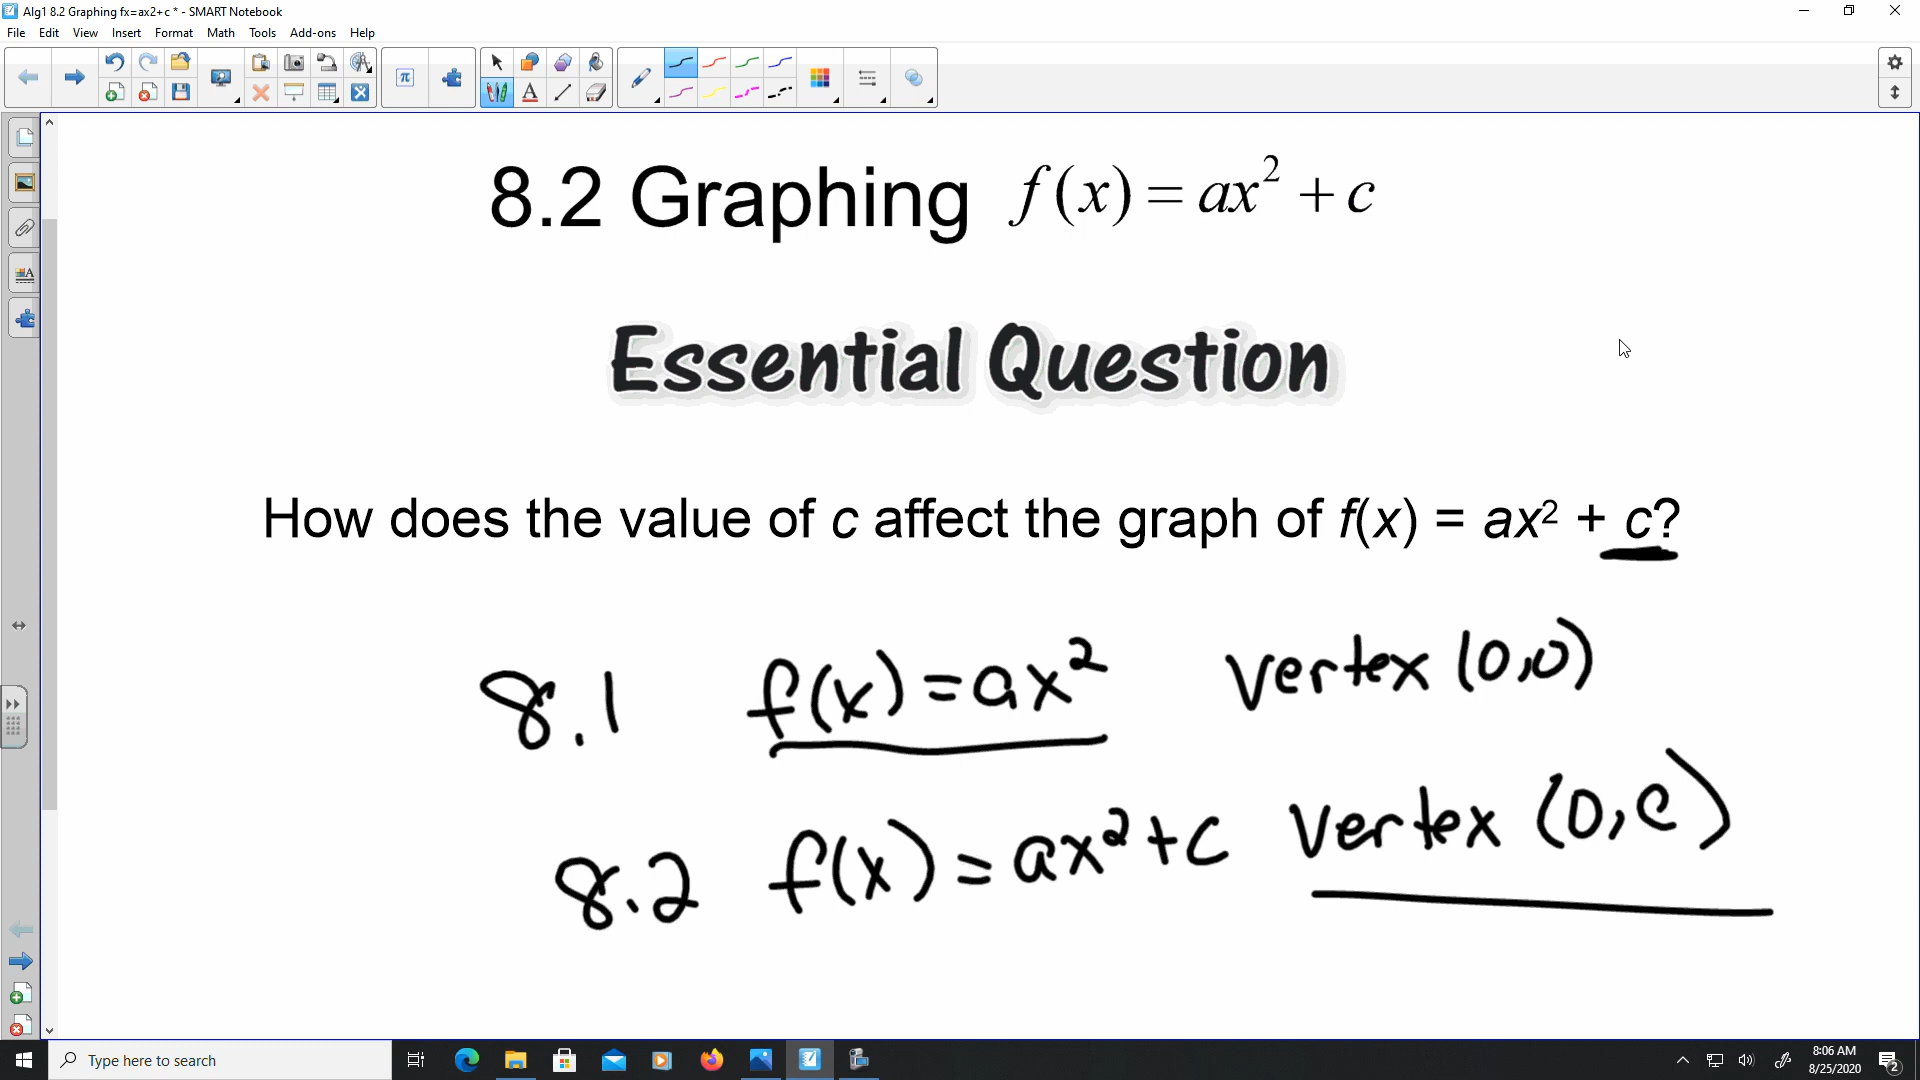 Alg1 8.2 Graphing fx=ax2+c * - SMART Notebook
File Edit View Insert Format Math Tools Add-ons Help
8.2 Graphing f(x) = ax² + c
Essential Question
How does the value of c affect the graph of f(x) = ax² + c?
8.1 f(x) = ax² vertex (0,0)
8.2 f(x) = ax²+c vertex (0,c)
Type here to search
8:06 AM
8/25/2020
2